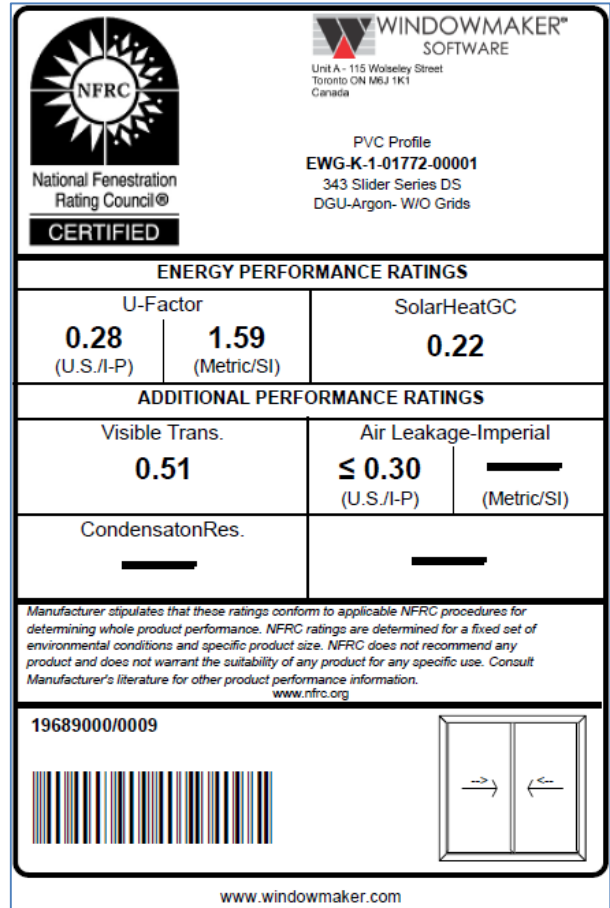 NFRC
National Fenestration
Rating Council®
CERTIFIED
WINDOWMAKER®
SOFTWARE
Unit A - 115 Wolseley Street
Toronto ON M6J 1K1
Canada
PVC Profile
EWG-K-1-01772-00001
343 Slider Series DS
DGU-Argon- W/O Grids
ENERGY PERFORMANCE RATINGS
U-Factor
0.28
(U.S./I-P)
1.59
(Metric/SI)
SolarHeatGC
0.22
ADDITIONAL PERFORMANCE RATINGS
Visible Trans.
0.51
Air Leakage-Imperial
≤ 0.30
(U.S./I-P)
(Metric/SI)
CondensatonRes.
Manufacturer stipulates that these ratings conform to applicable NFRC procedures for
determining whole product performance. NFRC ratings are determined for a fixed set of
environmental conditions and specific product size. NFRC does not recommend any
product and does not warrant the suitability of any product for any specific use. Consult
Manufacturer's literature for other product performance information.
www.nfrc.org
19689000/0009
www.windowmaker.com